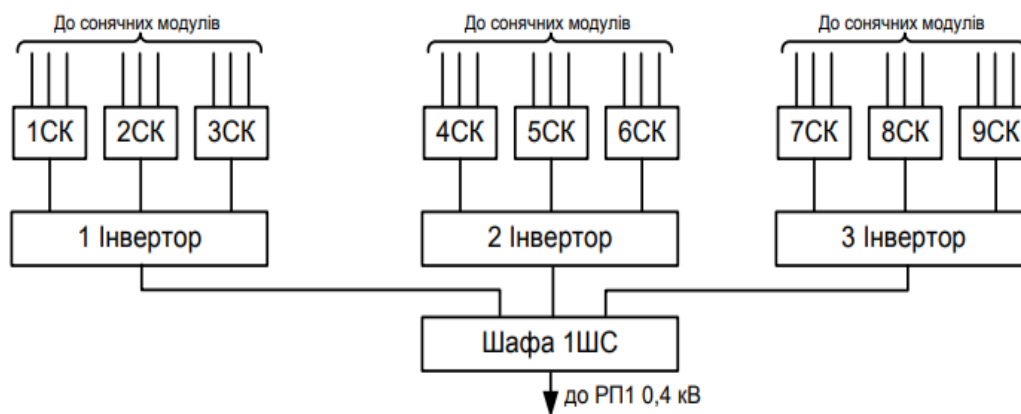 До сонячних модулів До сонячних модулів До сонячних модулів
1СК 2СК 3СК 4СК 5СК 6СК 7СК 8СК 9СК
1 Інвертор 2 Інвертор 3 Інвертор
Шафа 1ШС
до РП1 0,4 кВ